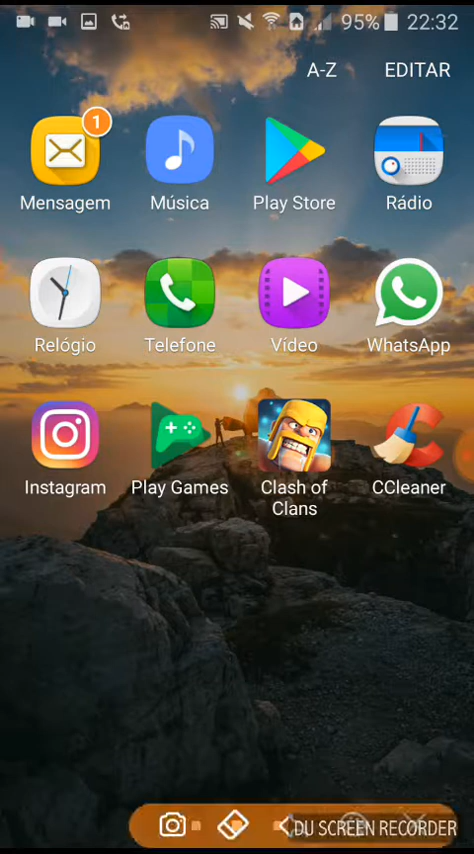 95% 22:32
A-Z EDITAR
1
Mensagem Música Play Store Rádio
Relógio Telefone Vídeo WhatsApp
Instagram Play Games Clash of Clans CCleaner
DU SCREEN RECORDER